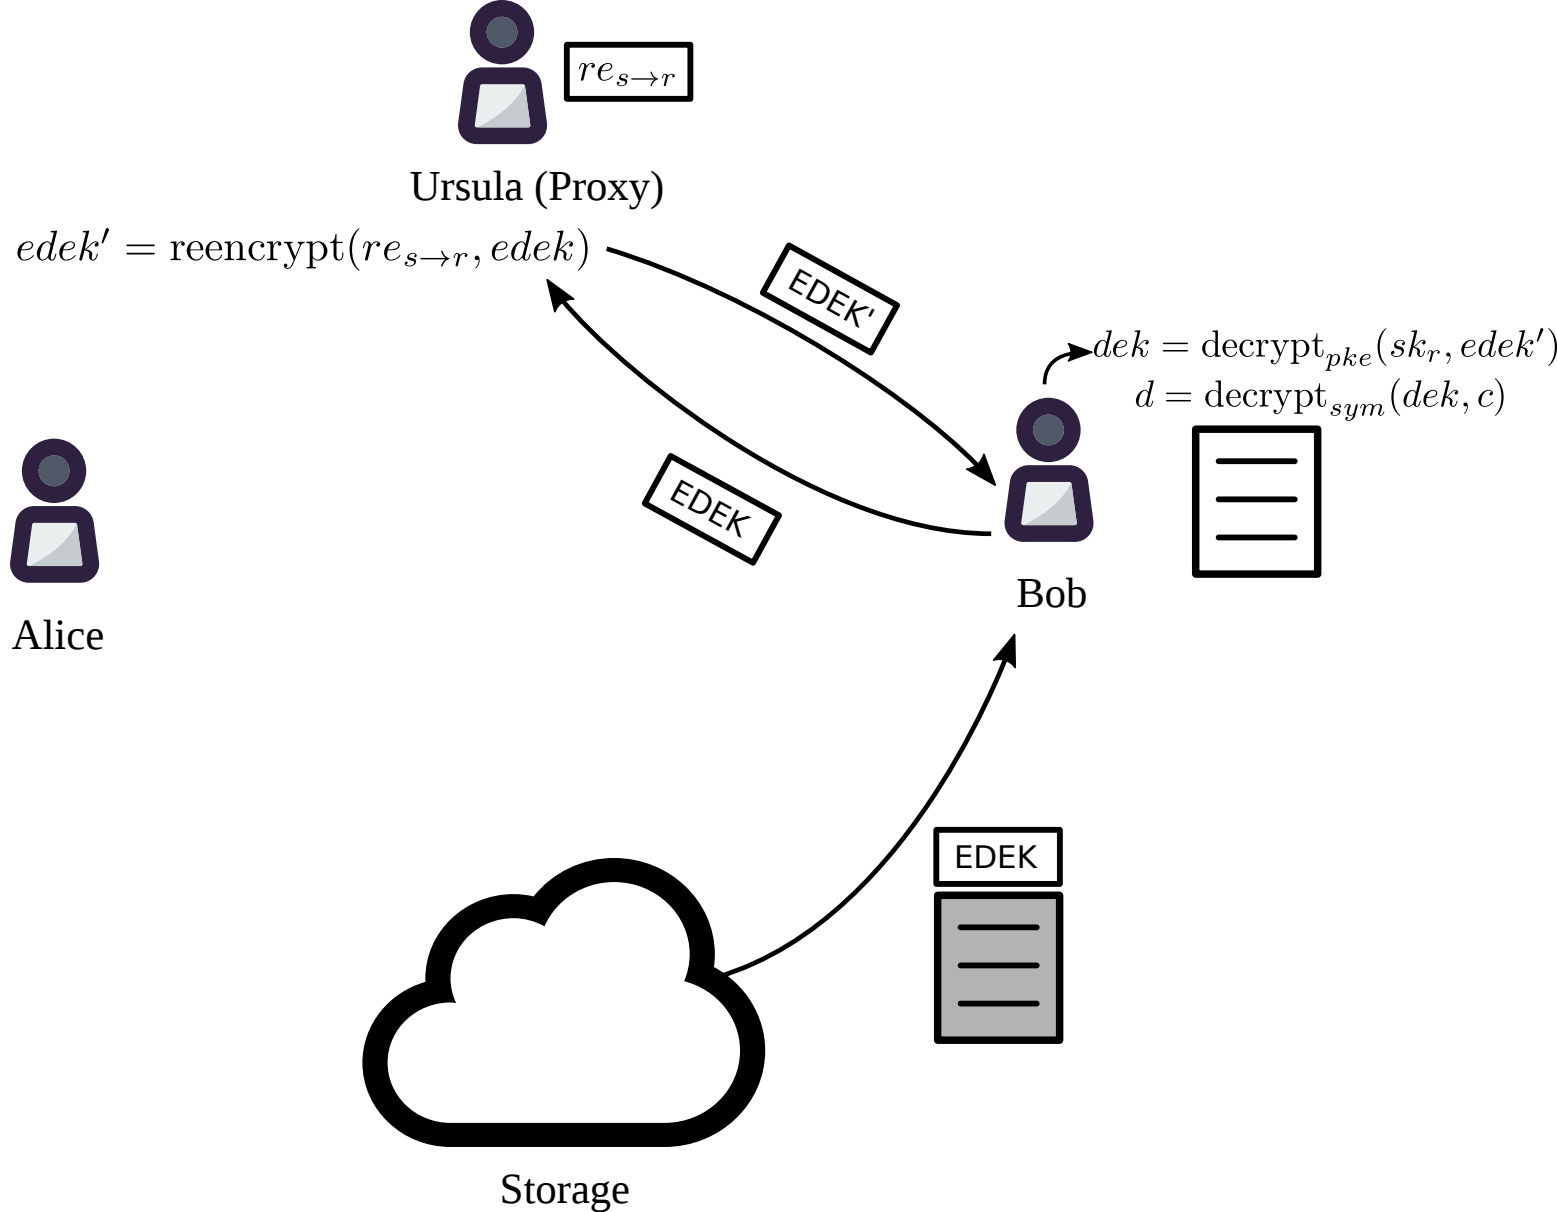 re_{s→r}
Ursula (Proxy)
edek′ = reencrypt(re_{s→r}, edek)
EDEK'
dek = decrypt_{pke}(sk_r, edek′)
d = decrypt_{sym}(dek, c)
EDEK
Bob
Alice
EDEK
Storage